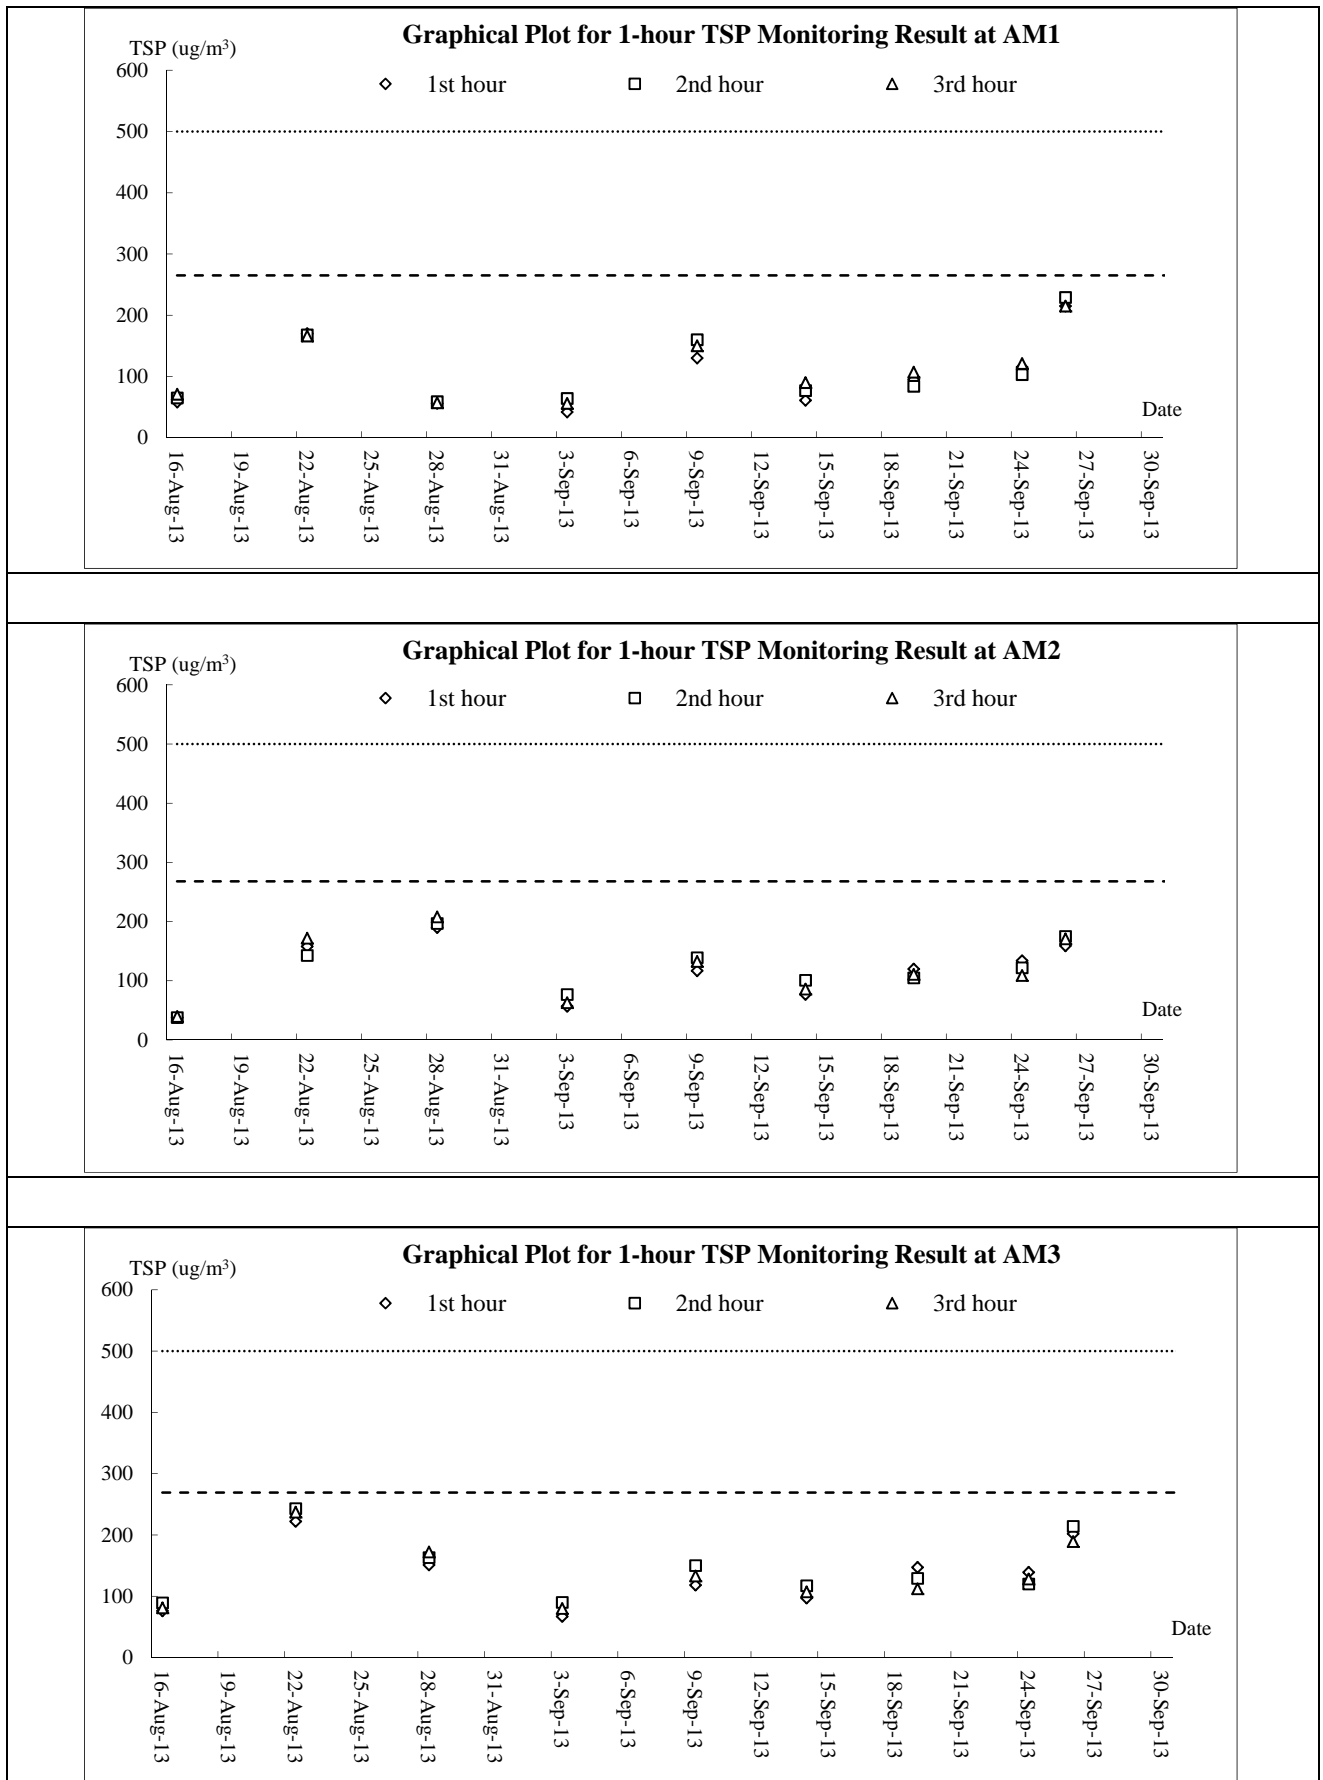 Graphical Plot for 1-hour TSP Monitoring Result at AM1
TSP (ug/m³)
1st hour 2nd hour 3rd hour
600
500
400
300
200
100
0
Date
16-Aug-13
19-Aug-13
22-Aug-13
25-Aug-13
28-Aug-13
31-Aug-13
3-Sep-13
6-Sep-13
9-Sep-13
12-Sep-13
15-Sep-13
18-Sep-13
21-Sep-13
24-Sep-13
27-Sep-13
30-Sep-13
Graphical Plot for 1-hour TSP Monitoring Result at AM2
TSP (ug/m³)
1st hour 2nd hour 3rd hour
600
500
400
300
200
100
0
Date
16-Aug-13
19-Aug-13
22-Aug-13
25-Aug-13
28-Aug-13
31-Aug-13
3-Sep-13
6-Sep-13
9-Sep-13
12-Sep-13
15-Sep-13
18-Sep-13
21-Sep-13
24-Sep-13
27-Sep-13
30-Sep-13
Graphical Plot for 1-hour TSP Monitoring Result at AM3
TSP (ug/m³)
1st hour 2nd hour 3rd hour
600
500
400
300
200
100
0
Date
16-Aug-13
19-Aug-13
22-Aug-13
25-Aug-13
28-Aug-13
31-Aug-13
3-Sep-13
6-Sep-13
9-Sep-13
12-Sep-13
15-Sep-13
18-Sep-13
21-Sep-13
24-Sep-13
27-Sep-13
30-Sep-13